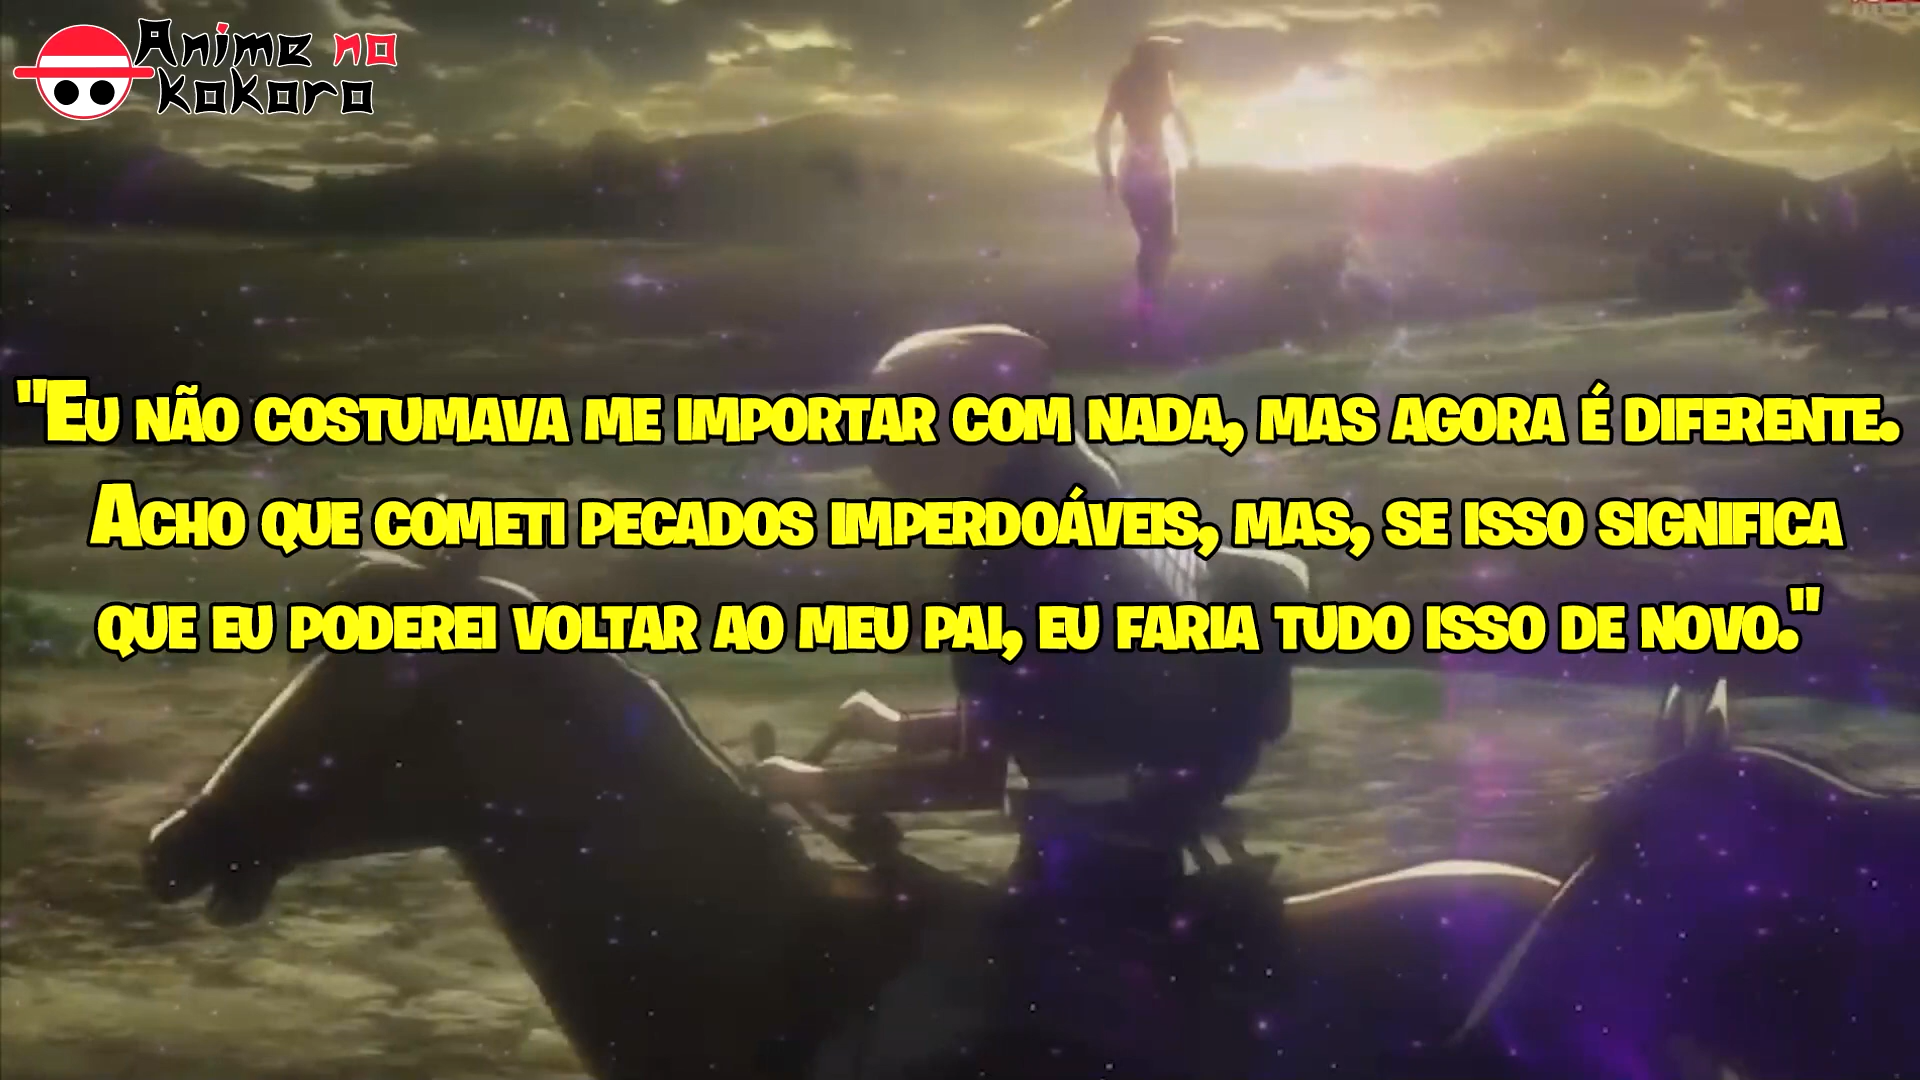 Anime no
Kokoro
"Eu não costumava me importar com nada, mas agora é diferente.
Acho que cometi pecados imperdoáveis, mas, se isso significa
que eu poderei voltar ao meu pai, eu faria tudo isso de novo."